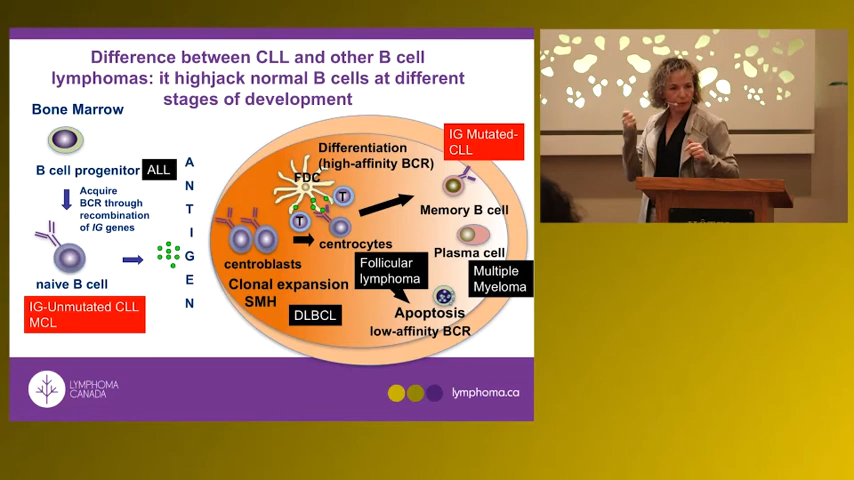 Difference between CLL and other B cell
lymphomas: it highjack normal B cells at different
stages of development
Bone Marrow
B cell progenitor
ALL
Acquire
BCR through
recombination
of IG genes
naive B cell
IG-Unmutated CLL
MCL
A
N
T
I
G
E
N
Differentiation
(high-affinity BCR)
FDC
T
T
centroblasts
centrocytes
Clonal expansion
SMH
DLBCL
Follicular
lymphoma
IG Mutated-
CLL
Memory B cell
Plasma cell
Multiple
Myeloma
Apoptosis
low-affinity BCR
LYMPHOMA
CANADA
lymphoma.ca